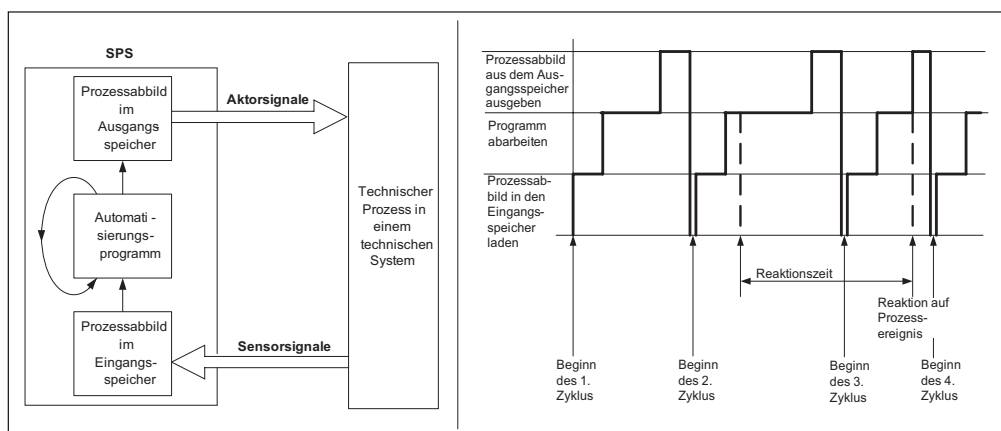 SPS
Prozessabbild
im
Ausgangs
speicher
Aktorsignale
Automati -
sierungs-
programm
Technischer
Prozess in
einem
technischen
System
Prozessabbild
im
Eingangs-
speicher
Sensorsignale
Prozessabbild
aus dem Aus-
gangsspeicher
ausgeben
Programm
abarbeiten
Prozessab-
bild in den
Eingangs-
speicher
laden
Reaktionszeit
Reaktion auf
Prozess-
ereignis
Beginn
des 1.
Zyklus
Beginn
des 2.
Zyklus
Beginn
des 3.
Zyklus
Beginn
des 4.
Zyklus